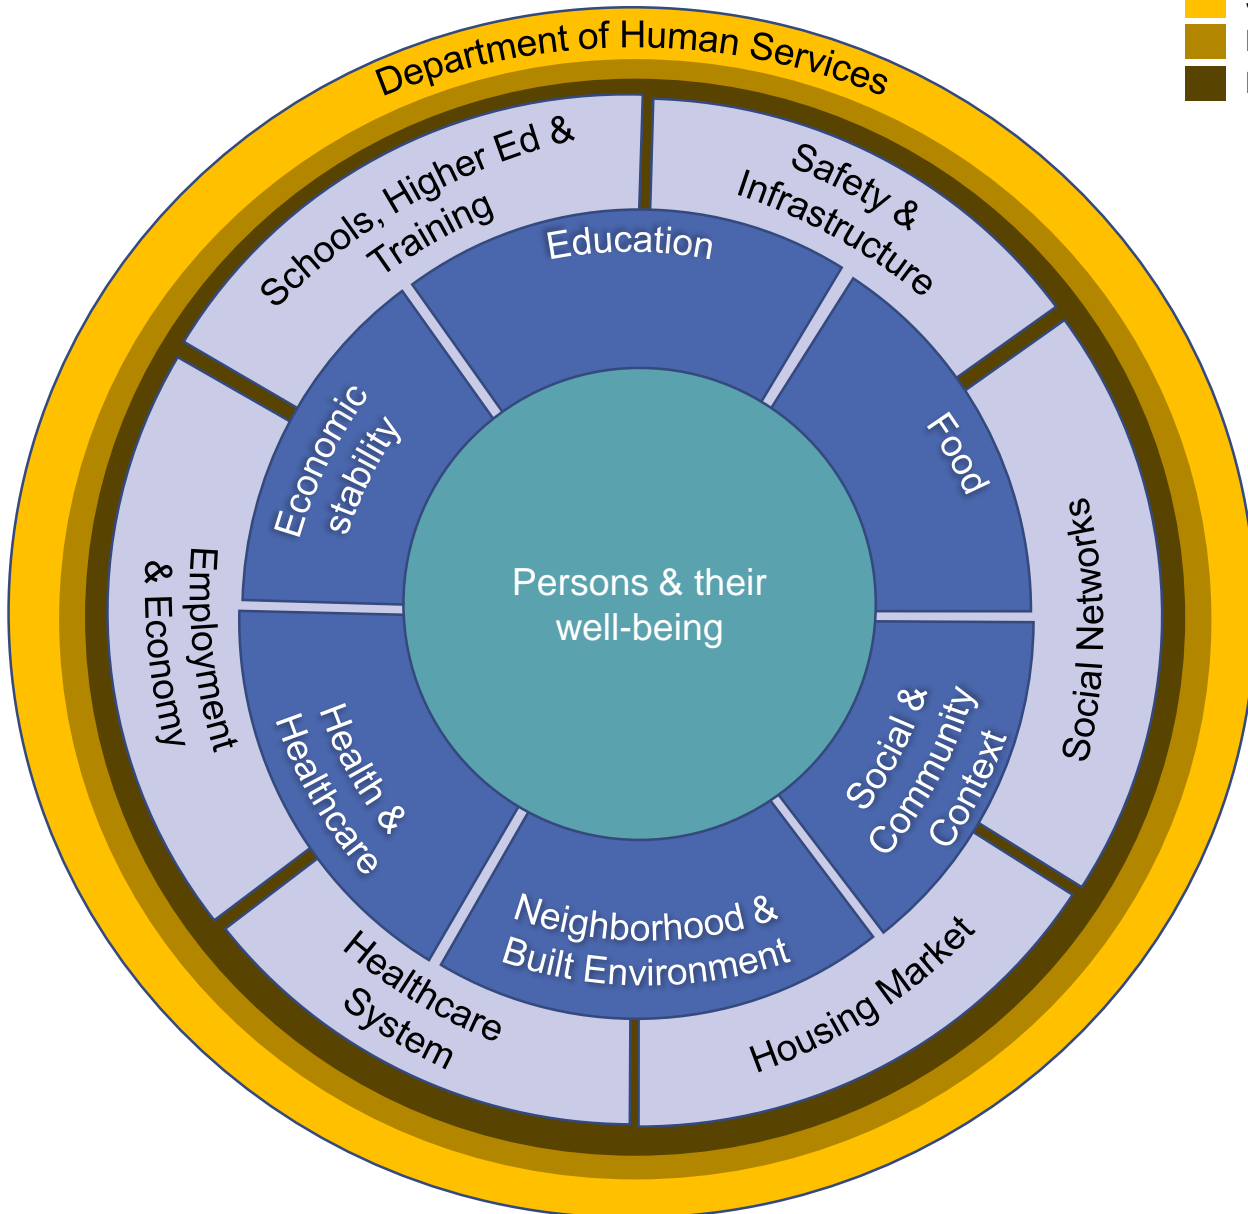 Department of Human Services
Schools, Higher Ed &
Training
Safety &
Infrastructure
Education
Economic
stability
Food
Persons & their
well-being
Employment
& Economy
Social Networks
Health &
Healthcare
Social &
Community
Context
Neighborhood &
Built Environment
Healthcare
System
Housing Market